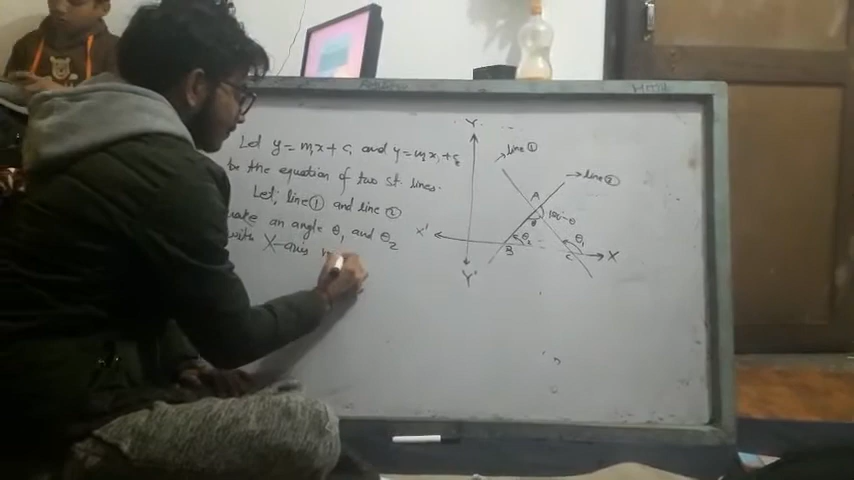 Let y = m₁x + c₁ and y = m₂x₁ + c₂
be the equation of two st. lines.
Let, line① and line②
make an angle θ₁ and θ₂
with X-axis
Y
→ line①
→ line②
A
180-θ
θ
X'
θ₂
θ₁
B
C
X
Y'